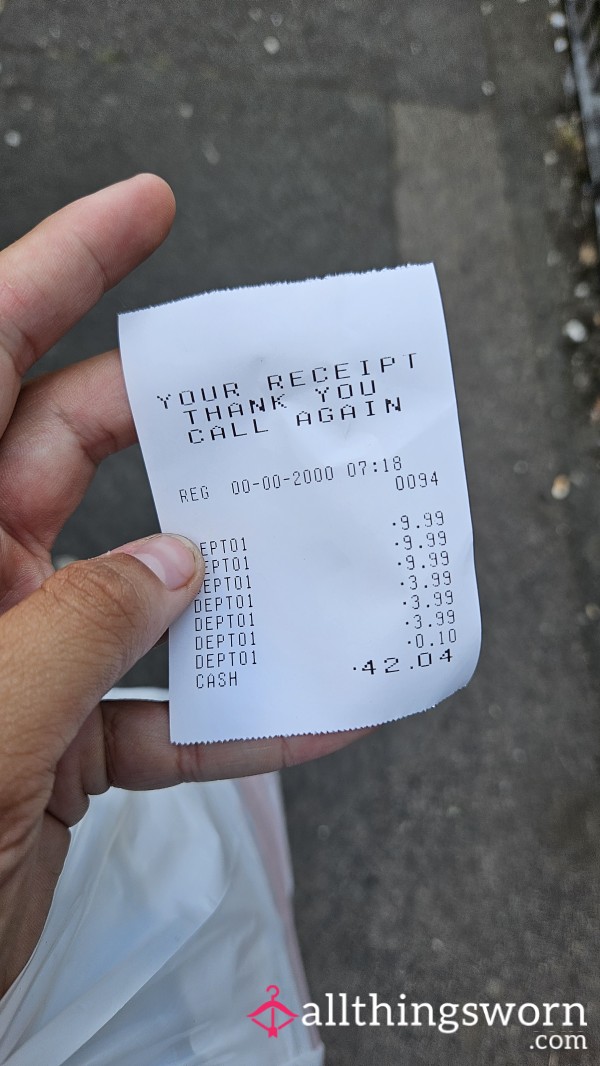 YOUR RECEIPT
THANK YOU
CALL AGAIN
REG 00-00-2000 07:18
0094
EPT01 ·9.99
EPT01 ·9.99
DEPT01 ·9.99
DEPT01 ·3.99
DEPT01 ·3.99
DEPT01 ·3.99
DEPT01 ·0.10
CASH ·42.04
allthingsworn
.com